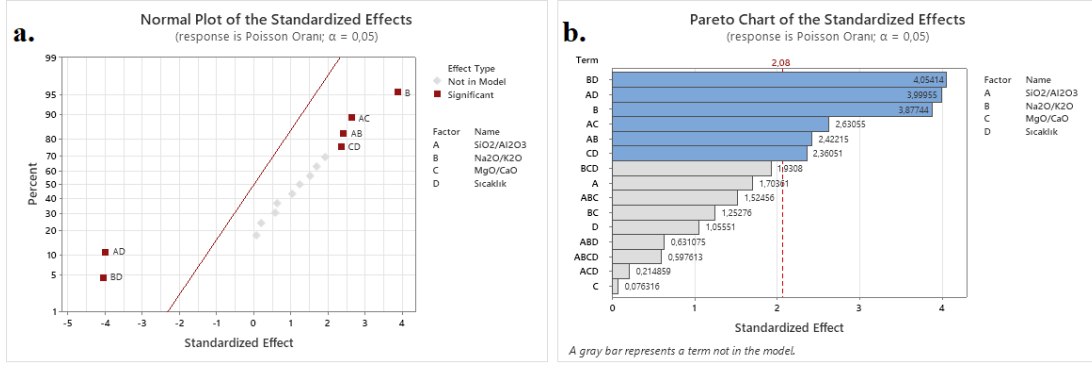 a.
Normal Plot of the Standardized Effects
(response is Poisson Oranı; α = 0,05)
Percent
99
95
90
80
70
60
50
40
30
20
10
5
1
B
AC
AB
CD
AD
BD
-5 -4 -3 -2 -1 0 1 2 3 4
Standardized Effect
Effect Type
Not in Model
Significant
Factor Name
A SiO2/Al2O3
B Na2O/K2O
C MgO/CaO
D Sıcaklık
b.
Pareto Chart of the Standardized Effects
(response is Poisson Oranı; α = 0,05)
Term
2,08
BD 4,05414
AD 3,99955
B 3,87744
AC 2,63055
AB 2,42215
CD 2,36051
BCD 1,9308
A 1,70361
ABC 1,52456
BC 1,25276
D 1,05551
ABD 0,631075
ABCD 0,597613
ACD 0,214859
C 0,076316
0 1 2 3 4
Standardized Effect
A gray bar represents a term not in the model.
Factor Name
A SiO2/Al2O3
B Na2O/K2O
C MgO/CaO
D Sıcaklık